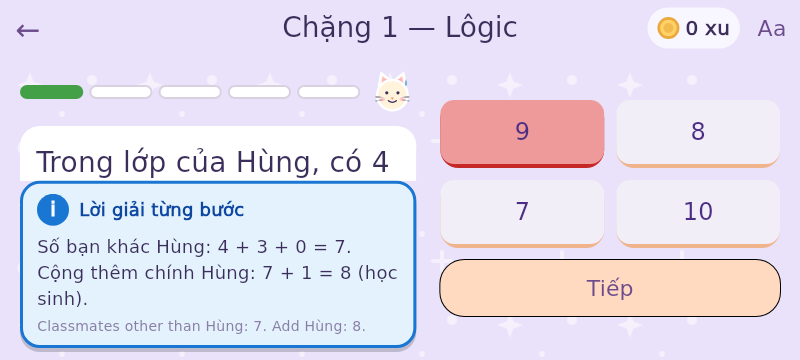 ←
Chặng 1 — Lôgic
0 xu
Aa
Trong lớp của Hùng, có 4
i
Lời giải từng bước
Số bạn khác Hùng: 4 + 3 + 0 = 7.
Cộng thêm chính Hùng: 7 + 1 = 8 (học
sinh).
Classmates other than Hùng: 7. Add Hùng: 8.
9
8
7
10
Tiếp